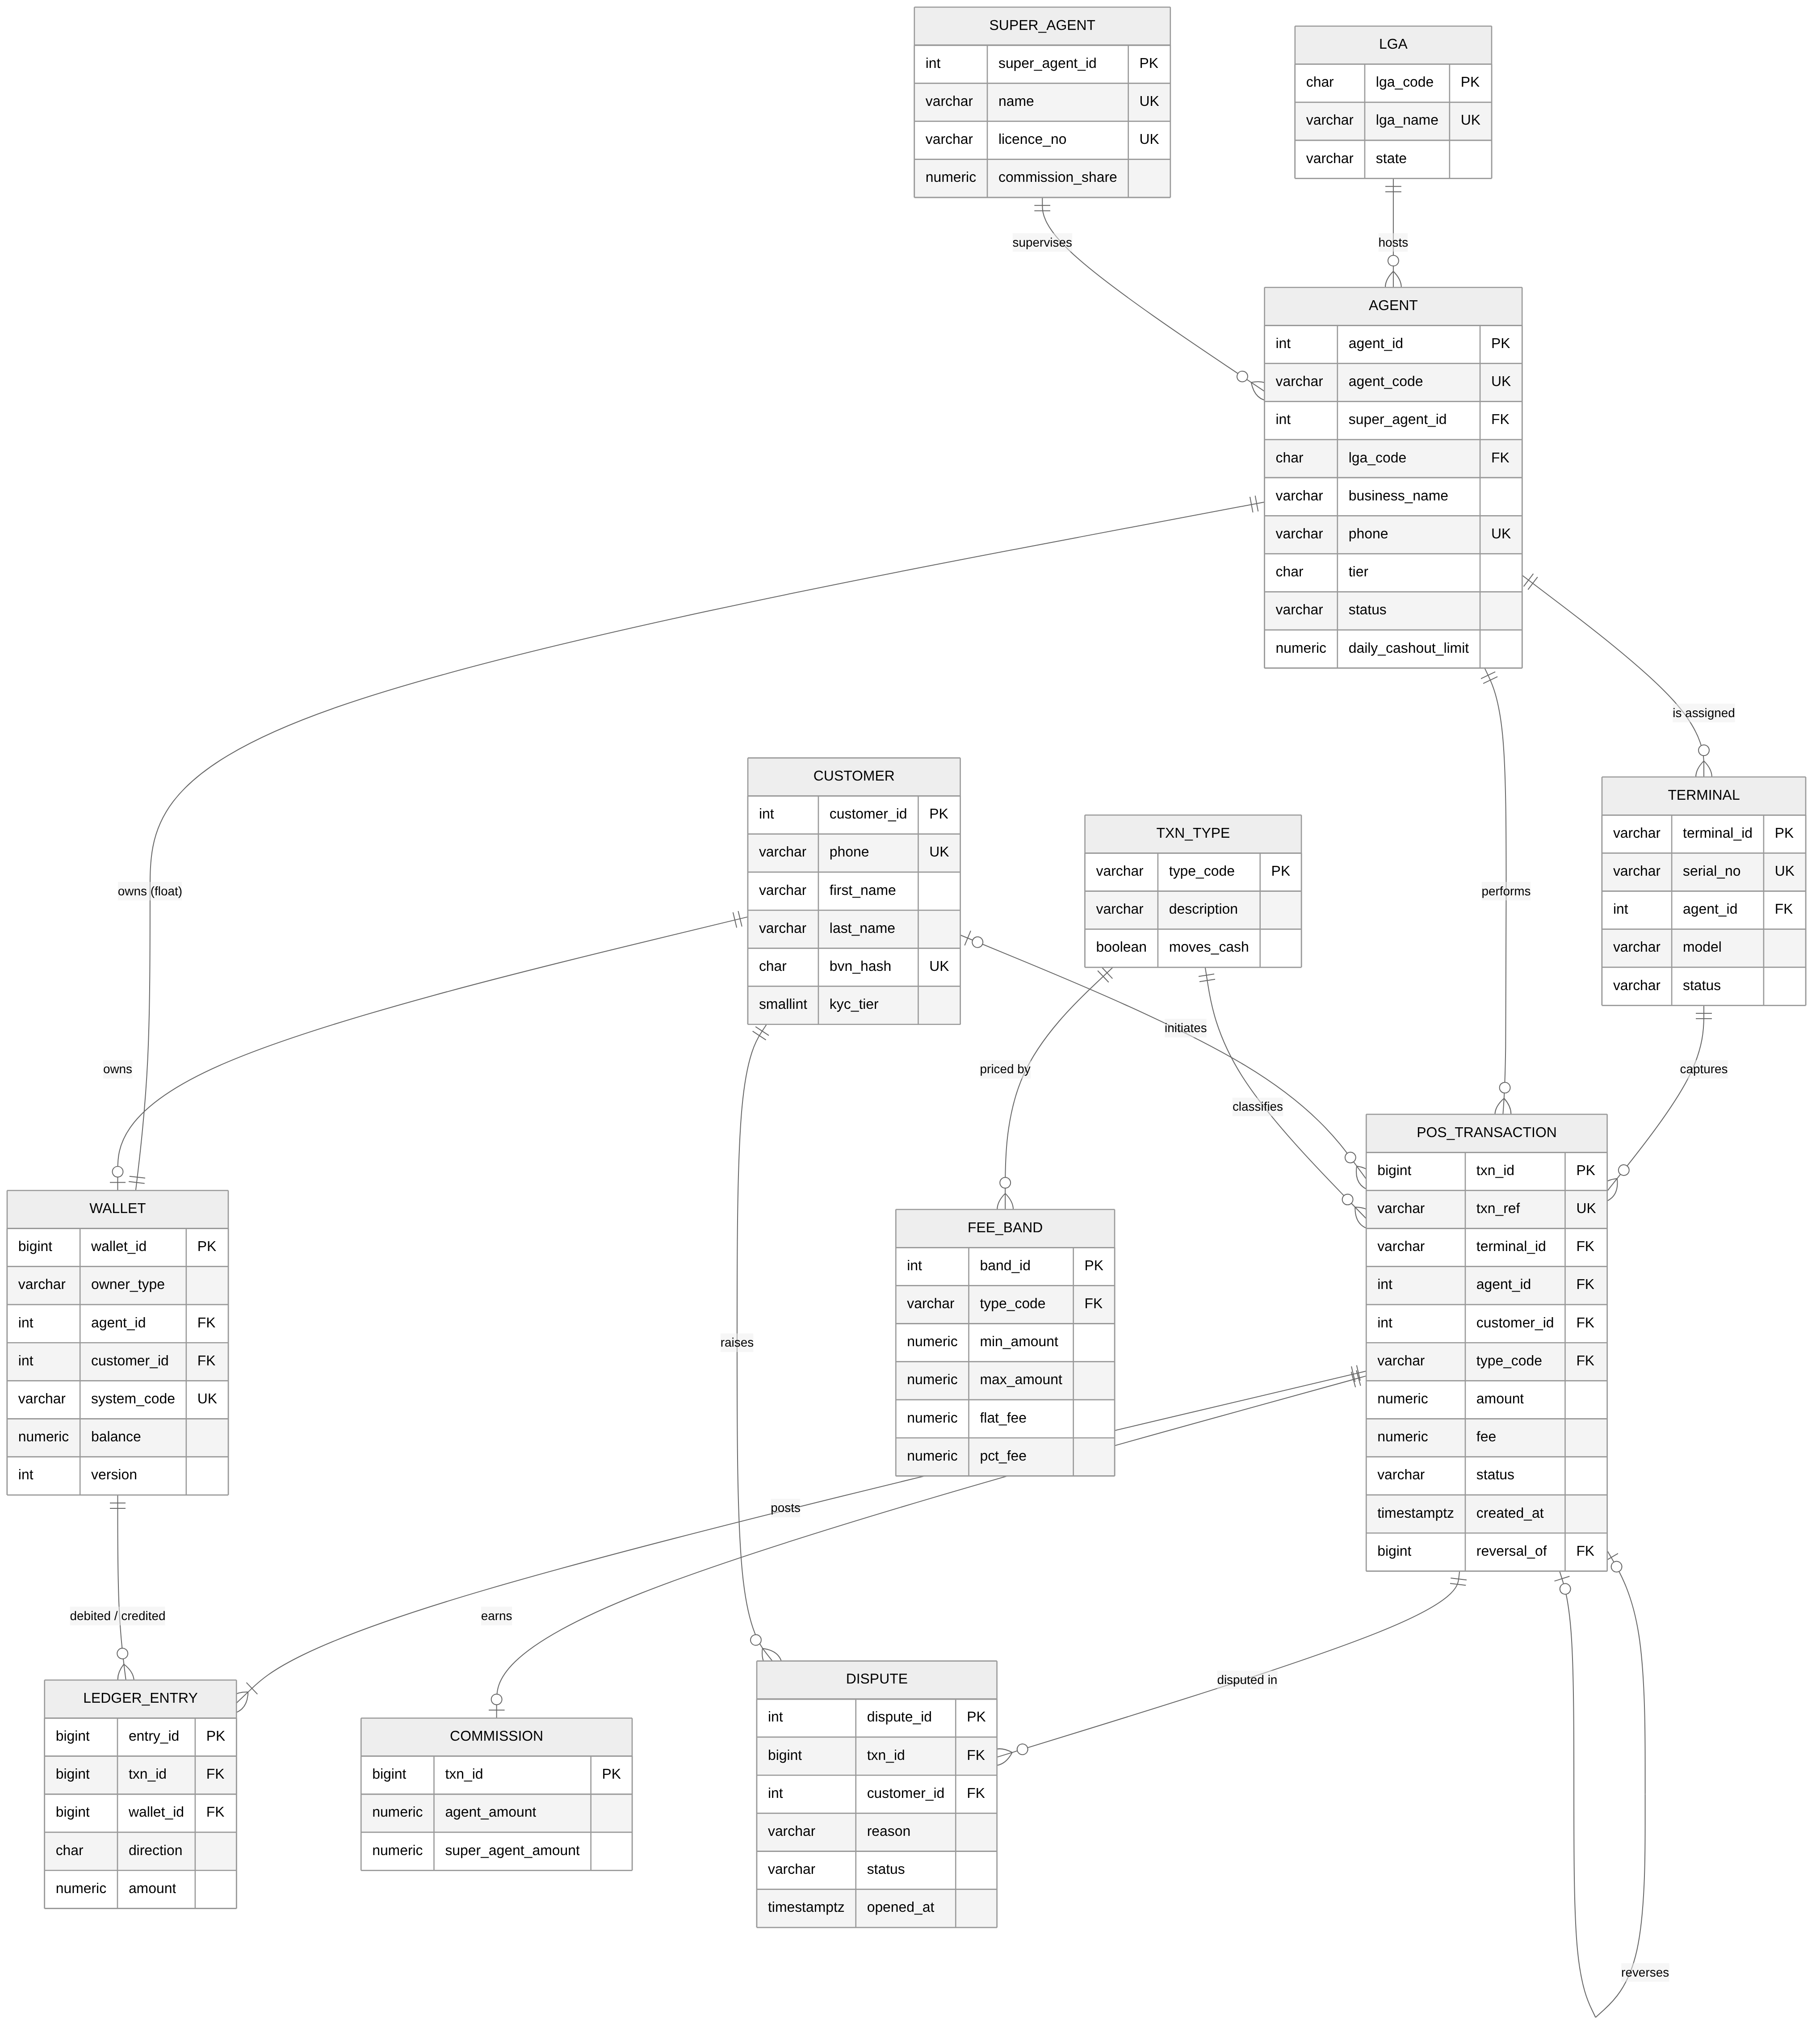 SUPER_AGENT
int super_agent_id PK
varchar name UK
varchar licence_no UK
numeric commission_share
LGA
char lga_code PK
varchar lga_name UK
varchar state
supervises
hosts
AGENT
int agent_id PK
varchar agent_code UK
int super_agent_id FK
char lga_code FK
varchar business_name
varchar phone UK
char tier
varchar status
numeric daily_cashout_limit
is assigned
CUSTOMER
int customer_id PK
varchar phone UK
varchar first_name
varchar last_name
char bvn_hash UK
smallint kyc_tier
TXN_TYPE
varchar type_code PK
varchar description
boolean moves_cash
TERMINAL
varchar terminal_id PK
varchar serial_no UK
int agent_id FK
varchar model
varchar status
owns (float)
performs
initiates
owns
priced by
captures
classifies
WALLET
bigint wallet_id PK
varchar owner_type
int agent_id FK
int customer_id FK
varchar system_code UK
numeric balance
int version
FEE_BAND
int band_id PK
varchar type_code FK
numeric min_amount
numeric max_amount
numeric flat_fee
numeric pct_fee
POS_TRANSACTION
bigint txn_id PK
varchar txn_ref UK
varchar terminal_id FK
int agent_id FK
int customer_id FK
varchar type_code FK
numeric amount
numeric fee
varchar status
timestamptz created_at
bigint reversal_of FK
raises
posts
debited / credited
earns
disputed in
LEDGER_ENTRY
bigint entry_id PK
bigint txn_id FK
bigint wallet_id FK
char direction
numeric amount
COMMISSION
bigint txn_id PK
numeric agent_amount
numeric super_agent_amount
DISPUTE
int dispute_id PK
bigint txn_id FK
int customer_id FK
varchar reason
varchar status
timestamptz opened_at
reverses